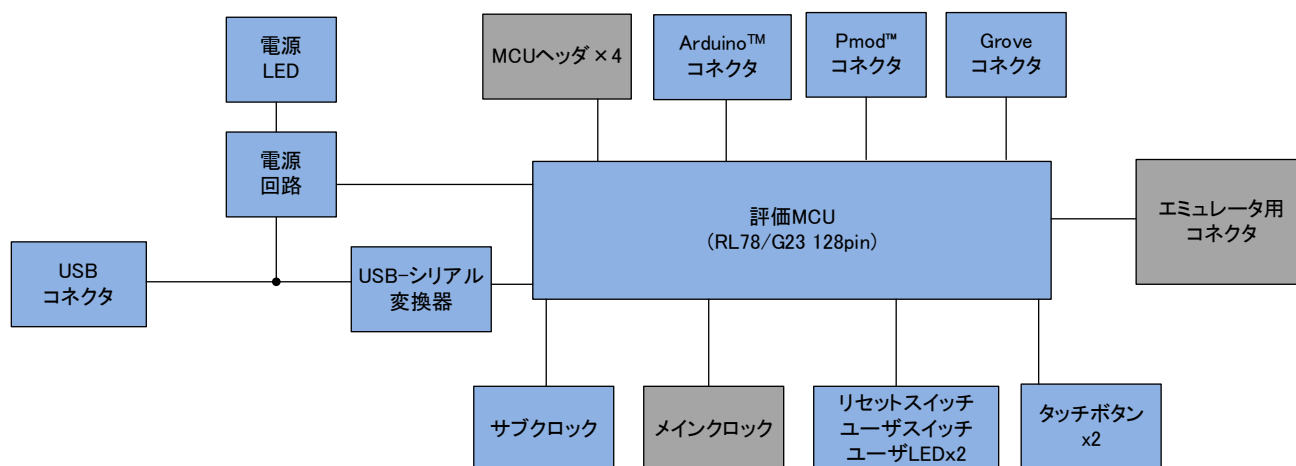 電源
LED
MCUヘッダ×4
Arduino™
コネクタ
Pmod™
コネクタ
Grove
コネクタ
電源
回路
評価MCU
(RL78/G23 128pin)
エミュレータ用
コネクタ
USB
コネクタ
USB-シリアル
変換器
サブクロック
メインクロック
リセットスイッチ
ユーザスイッチ
ユーザLEDx2
タッチボタン
x2